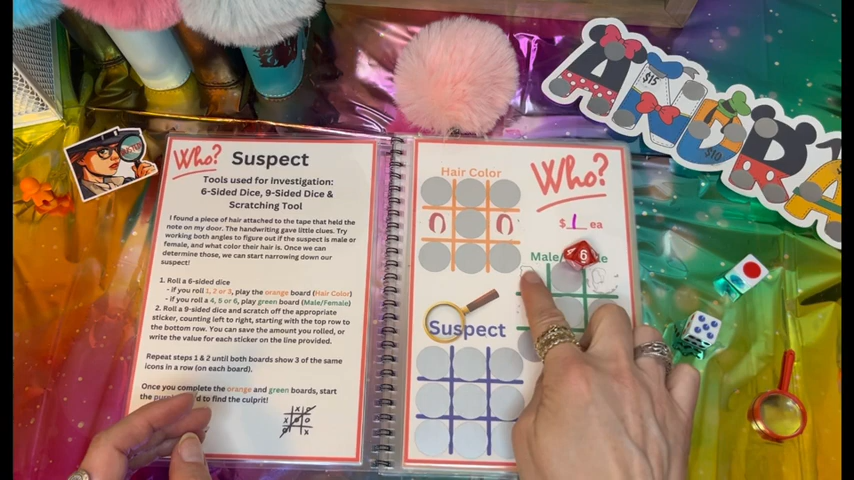 Who? Suspect
Tools used for Investigation:
6-Sided Dice, 9-Sided Dice &
Scratching Tool
I found a piece of hair attached to the tape that held the
note on my door. The handwriting gave little clues. Try
working both angles to figure out if the suspect is male or
female, and what color their hair is. Once we can
determine those, we can start narrowing down our
suspect!
1. Roll a 6-sided dice
- if you roll 1, 2 or 3, play the orange board (Hair Color)
- if you roll a 4, 5 or 6, play green board (Male/Female)
2. Roll a 9-sided dice and scratch off the appropriate
sticker, counting left to right, starting with the top row to
the bottom row. You can save the amount you rolled, or
write the value for each sticker on the line provided.
Repeat steps 1 & 2 until both boards show 3 of the same
icons in a row (on each board).
Once you complete the orange and green boards, start
the to find the culprit!
Hair Color
Who?
$1 ea
Male
6
Suspect
$15
$10